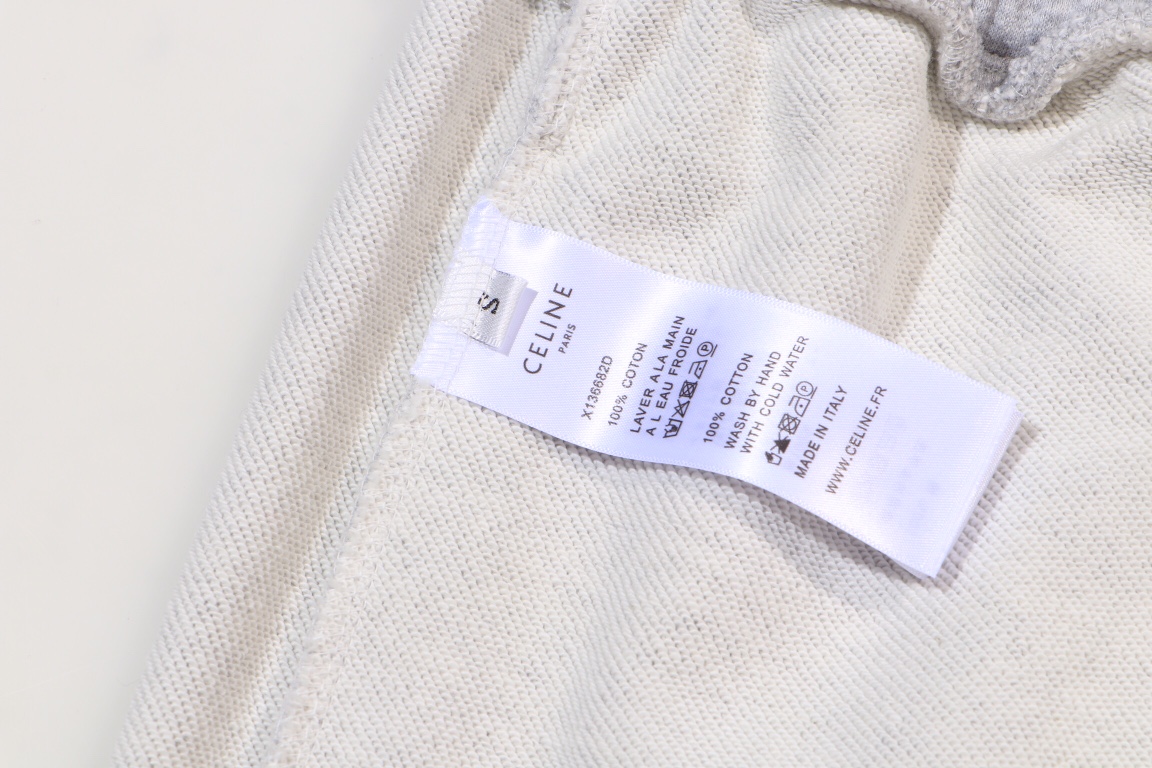 S
CELINE
PARIS
X136682D
100% COTON
LAVER ALA MAIN
A L EAU FROIDE
P
100% COTTON
WASH BY HAND
WITH COLD WATER
P
MADE IN ITALY
WWW.CELINE.FR